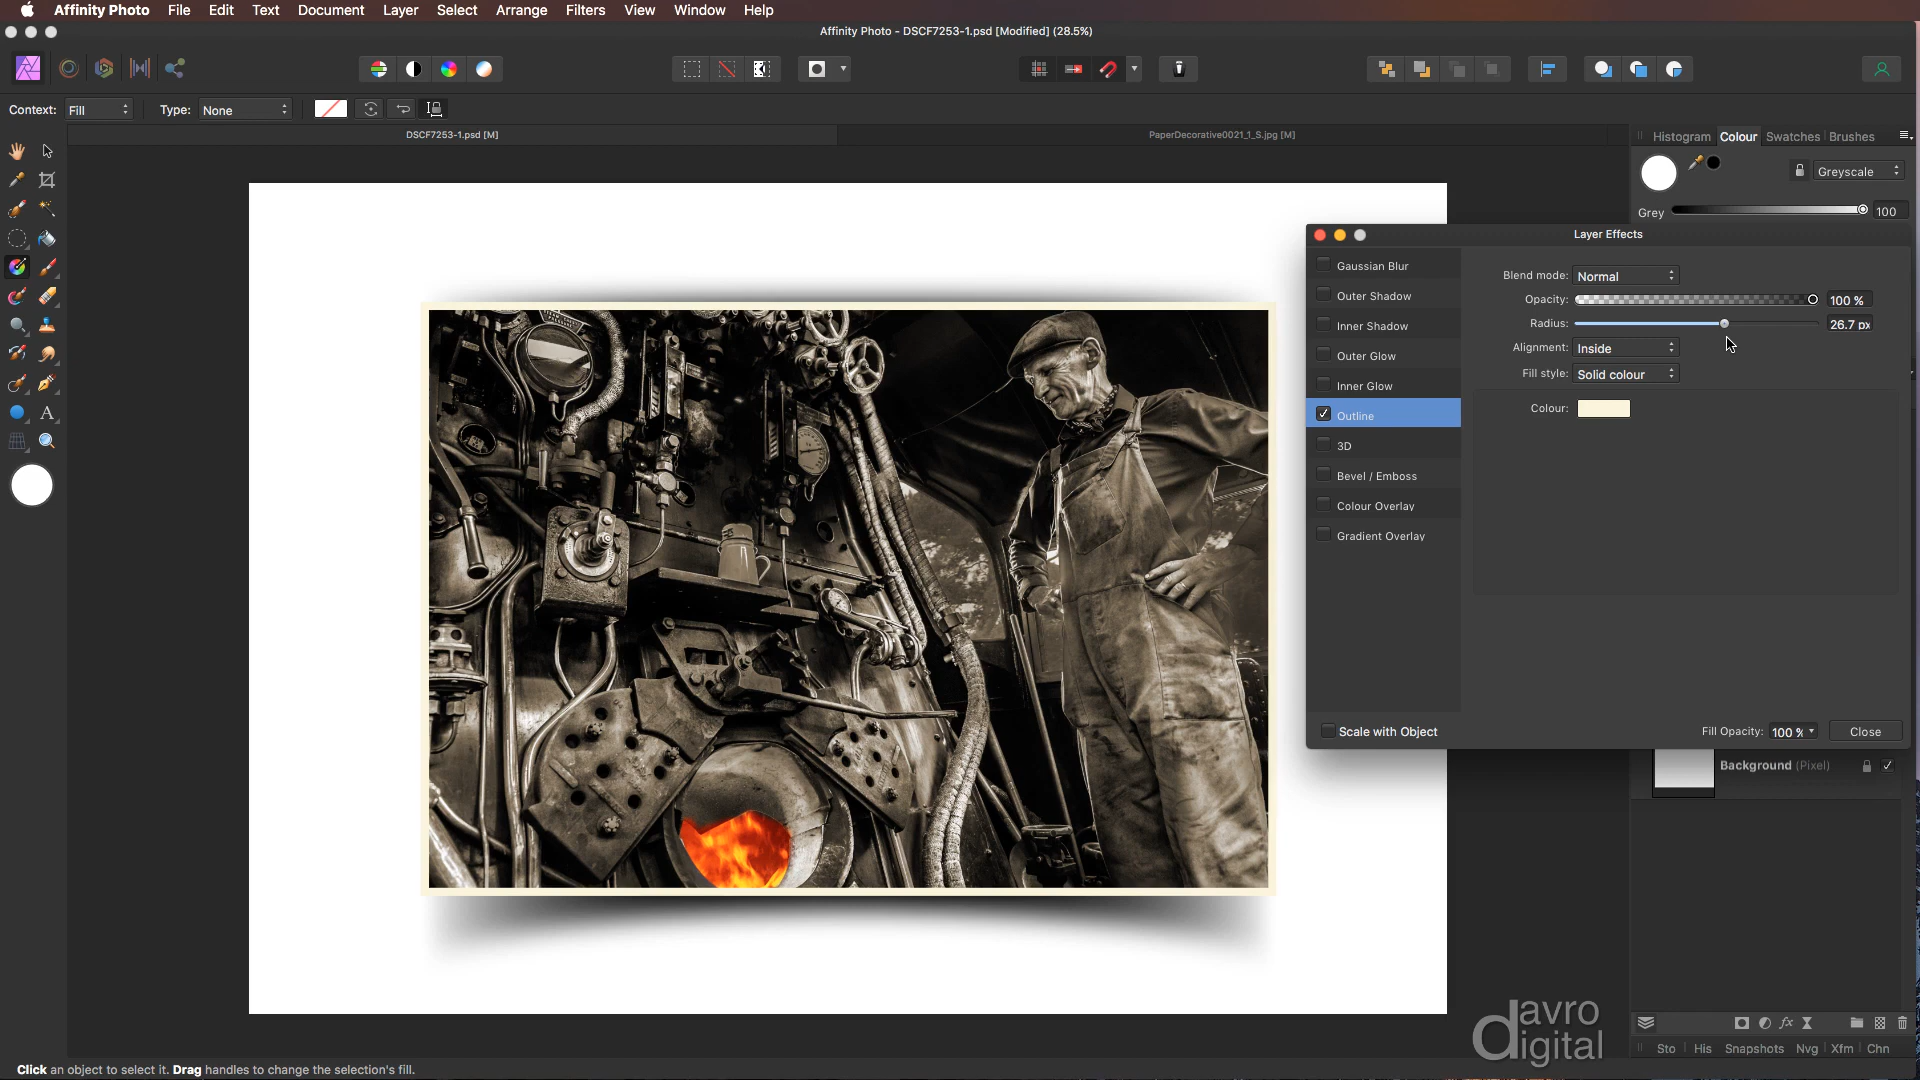 Affinity Photo File Edit Text Document Layer Select Arrange Filters View Window Help
Affinity Photo - DSCF7253-1.psd [Modified] (28.5%)
Context: Fill Type: None
DSCF7253-1.psd [M] PaperDecorative0021_1_S.jpg [M]
Histogram Colour Swatches Brushes
Greyscale
Grey 100
Layer Effects
Gaussian Blur
Outer Shadow
Inner Shadow
Outer Glow
Inner Glow
Outline
3D
Bevel / Emboss
Colour Overlay
Gradient Overlay
Blend mode: Normal
Opacity: 100 %
Radius: 26.7 px
Alignment: Inside
Fill style: Solid colour
Colour:
Scale with Object
Fill Opacity: 100 % Close
Background (Pixel)
fx
Sto His Snapshots Nvg Xfm Chn
A
davro
digital
Click an object to select it. Drag handles to change the selection's fill.